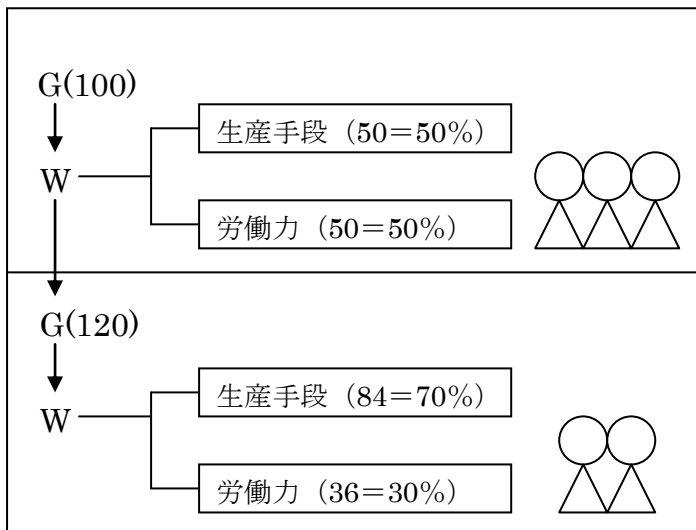 G(100)
生産手段（50＝50％）
W
労働力（50＝50％）
G(120)
生産手段（84＝70％）
W
労働力（36＝30％）